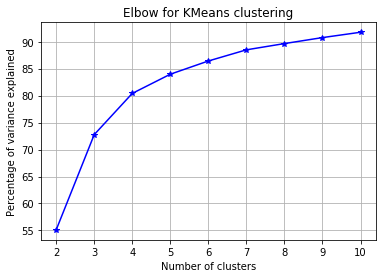 Elbow for KMeans clustering
Percentage of variance explained
90
85
80
75
70
65
60
55
2 3 4 5 6 7 8 9 10
Number of clusters